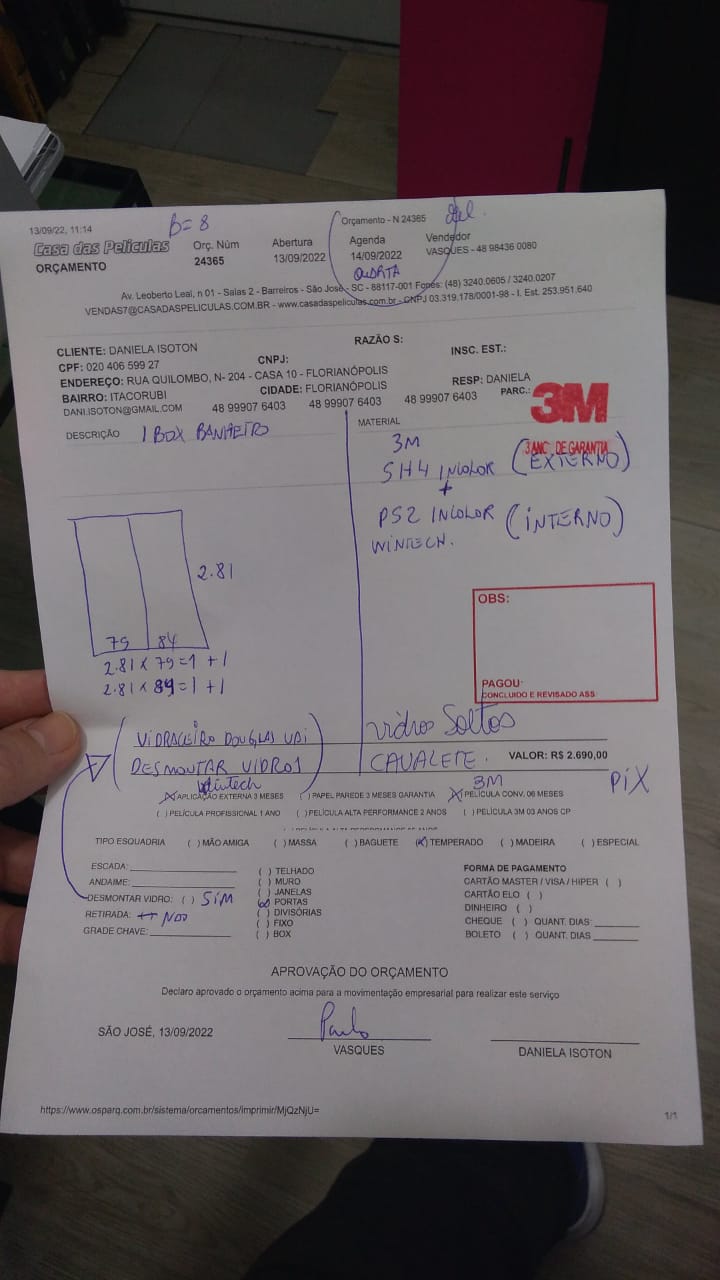 13/09/22, 11:14
B=8
Orçamento - N 24365
Casa das Películas
ORÇAMENTO
Orç. Núm
24365
Abertura
13/09/2022
Agenda
14/09/2022
QUARTA
Vendedor
VASQUES - 48 98436 0080
Av. Leoberto Leal, n 01 - Salas 2 - Barreiros - São José - SC - 88117-001 Fones: (48) 3240.0605 / 3240.0207
VENDAS7@CASADASPELICULAS.COM.BR - www.casadaspeliculas.com.br - CNPJ 03.319.178/0001-98 - I. Est. 253.951.640
CLIENTE: DANIELA ISOTON
RAZÃO S:
CPF: 020 406 599 27
CNPJ:
INSC. EST.:
ENDEREÇO: RUA QUILOMBO, N- 204 - CASA 10 - FLORIANÓPOLIS
BAIRRO: ITACORUBI
CIDADE: FLORIANÓPOLIS
RESP: DANIELA
DANI.ISOTON@GMAIL.COM 48 99907 6403 48 99907 6403 48 99907 6403
PARC.:
3M
3 ANC. DE GARANTIA
DESCRIÇÃO 1 BOX BANHEIRO
MATERIAL
3M
SH4 INCOLOR (EXTERNO)
+
PS2 INCOLOR (INTERNO)
WINTECH.
2.81
79 84
2.81 x 79 = 1 + 1
2.81 x 84 = 1 + 1
OBS:
PAGOU:
CONCLUIDO E REVISADO ASS
(VIDRACEIRO DOUGLAS VAI
DESMONTAR VIDROS)
vidros Soltos
CAVALETE.
VALOR: R$ 2.690,00
PiX
wintech
3M
(X) APLICAÇÃO EXTERNA 3 MESES ( ) PAPEL PAREDE 3 MESES GARANTIA (X) PELÍCULA CONV. 06 MESES
( ) PELÍCULA PROFISSIONAL 1 ANO ( ) PELÍCULA ALTA PERFORMANCE 2 ANOS ( ) PELÍCULA 3M 03 ANOS CP
TIPO ESQUADRIA ( ) MÃO AMIGA ( ) MASSA ( ) BAGUETE (X) TEMPERADO ( ) MADEIRA ( ) ESPECIAL
ESCADA:
ANDAIME:
DESMONTAR VIDRO: ( ) SIM
RETIRADA: NÃO
GRADE CHAVE:
( ) TELHADO
( ) MURO
( ) JANELAS
(X) PORTAS
( ) DIVISÓRIAS
( ) FIXO
( ) BOX
FORMA DE PAGAMENTO
CARTÃO MASTER / VISA / HIPER ( )
CARTÃO ELO ( )
DINHEIRO ( )
CHEQUE ( ) QUANT. DIAS:
BOLETO ( ) QUANT. DIAS
APROVAÇÃO DO ORÇAMENTO
Declaro aprovado o orçamento acima para a movimentação empresarial para realizar este serviço
SÃO JOSÉ, 13/09/2022
Paulo
VASQUES
DANIELA ISOTON
https://www.osparq.com.br/sistema/orcamentos/imprimir/MjQzNjU=
1/1